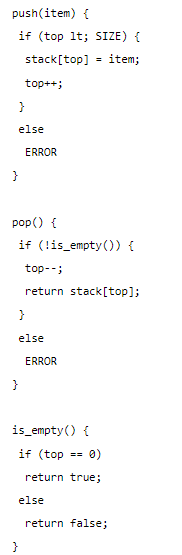 push(item) {
 if (top lt; SIZE) {
  stack[top] = item;
  top++;
 }
 else
  ERROR
}

pop() {
 if (!is_empty()) {
  top--;
  return stack[top];
 }
 else
  ERROR
}

is_empty() {
 if (top == 0)
  return true;
 else
  return false;
}